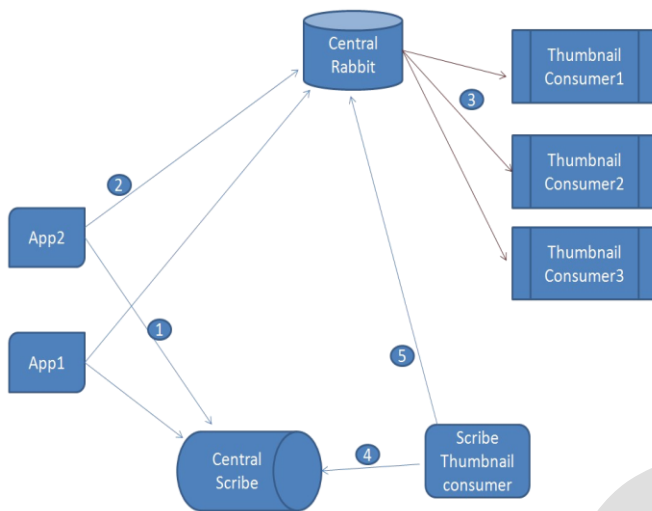 Central
Rabbit
Thumbnail
Consumer1
3
Thumbnail
Consumer2
2
App2
Thumbnail
Consumer3
1
App1
5
Central
Scribe
4
Scribe
Thumbnail
consumer